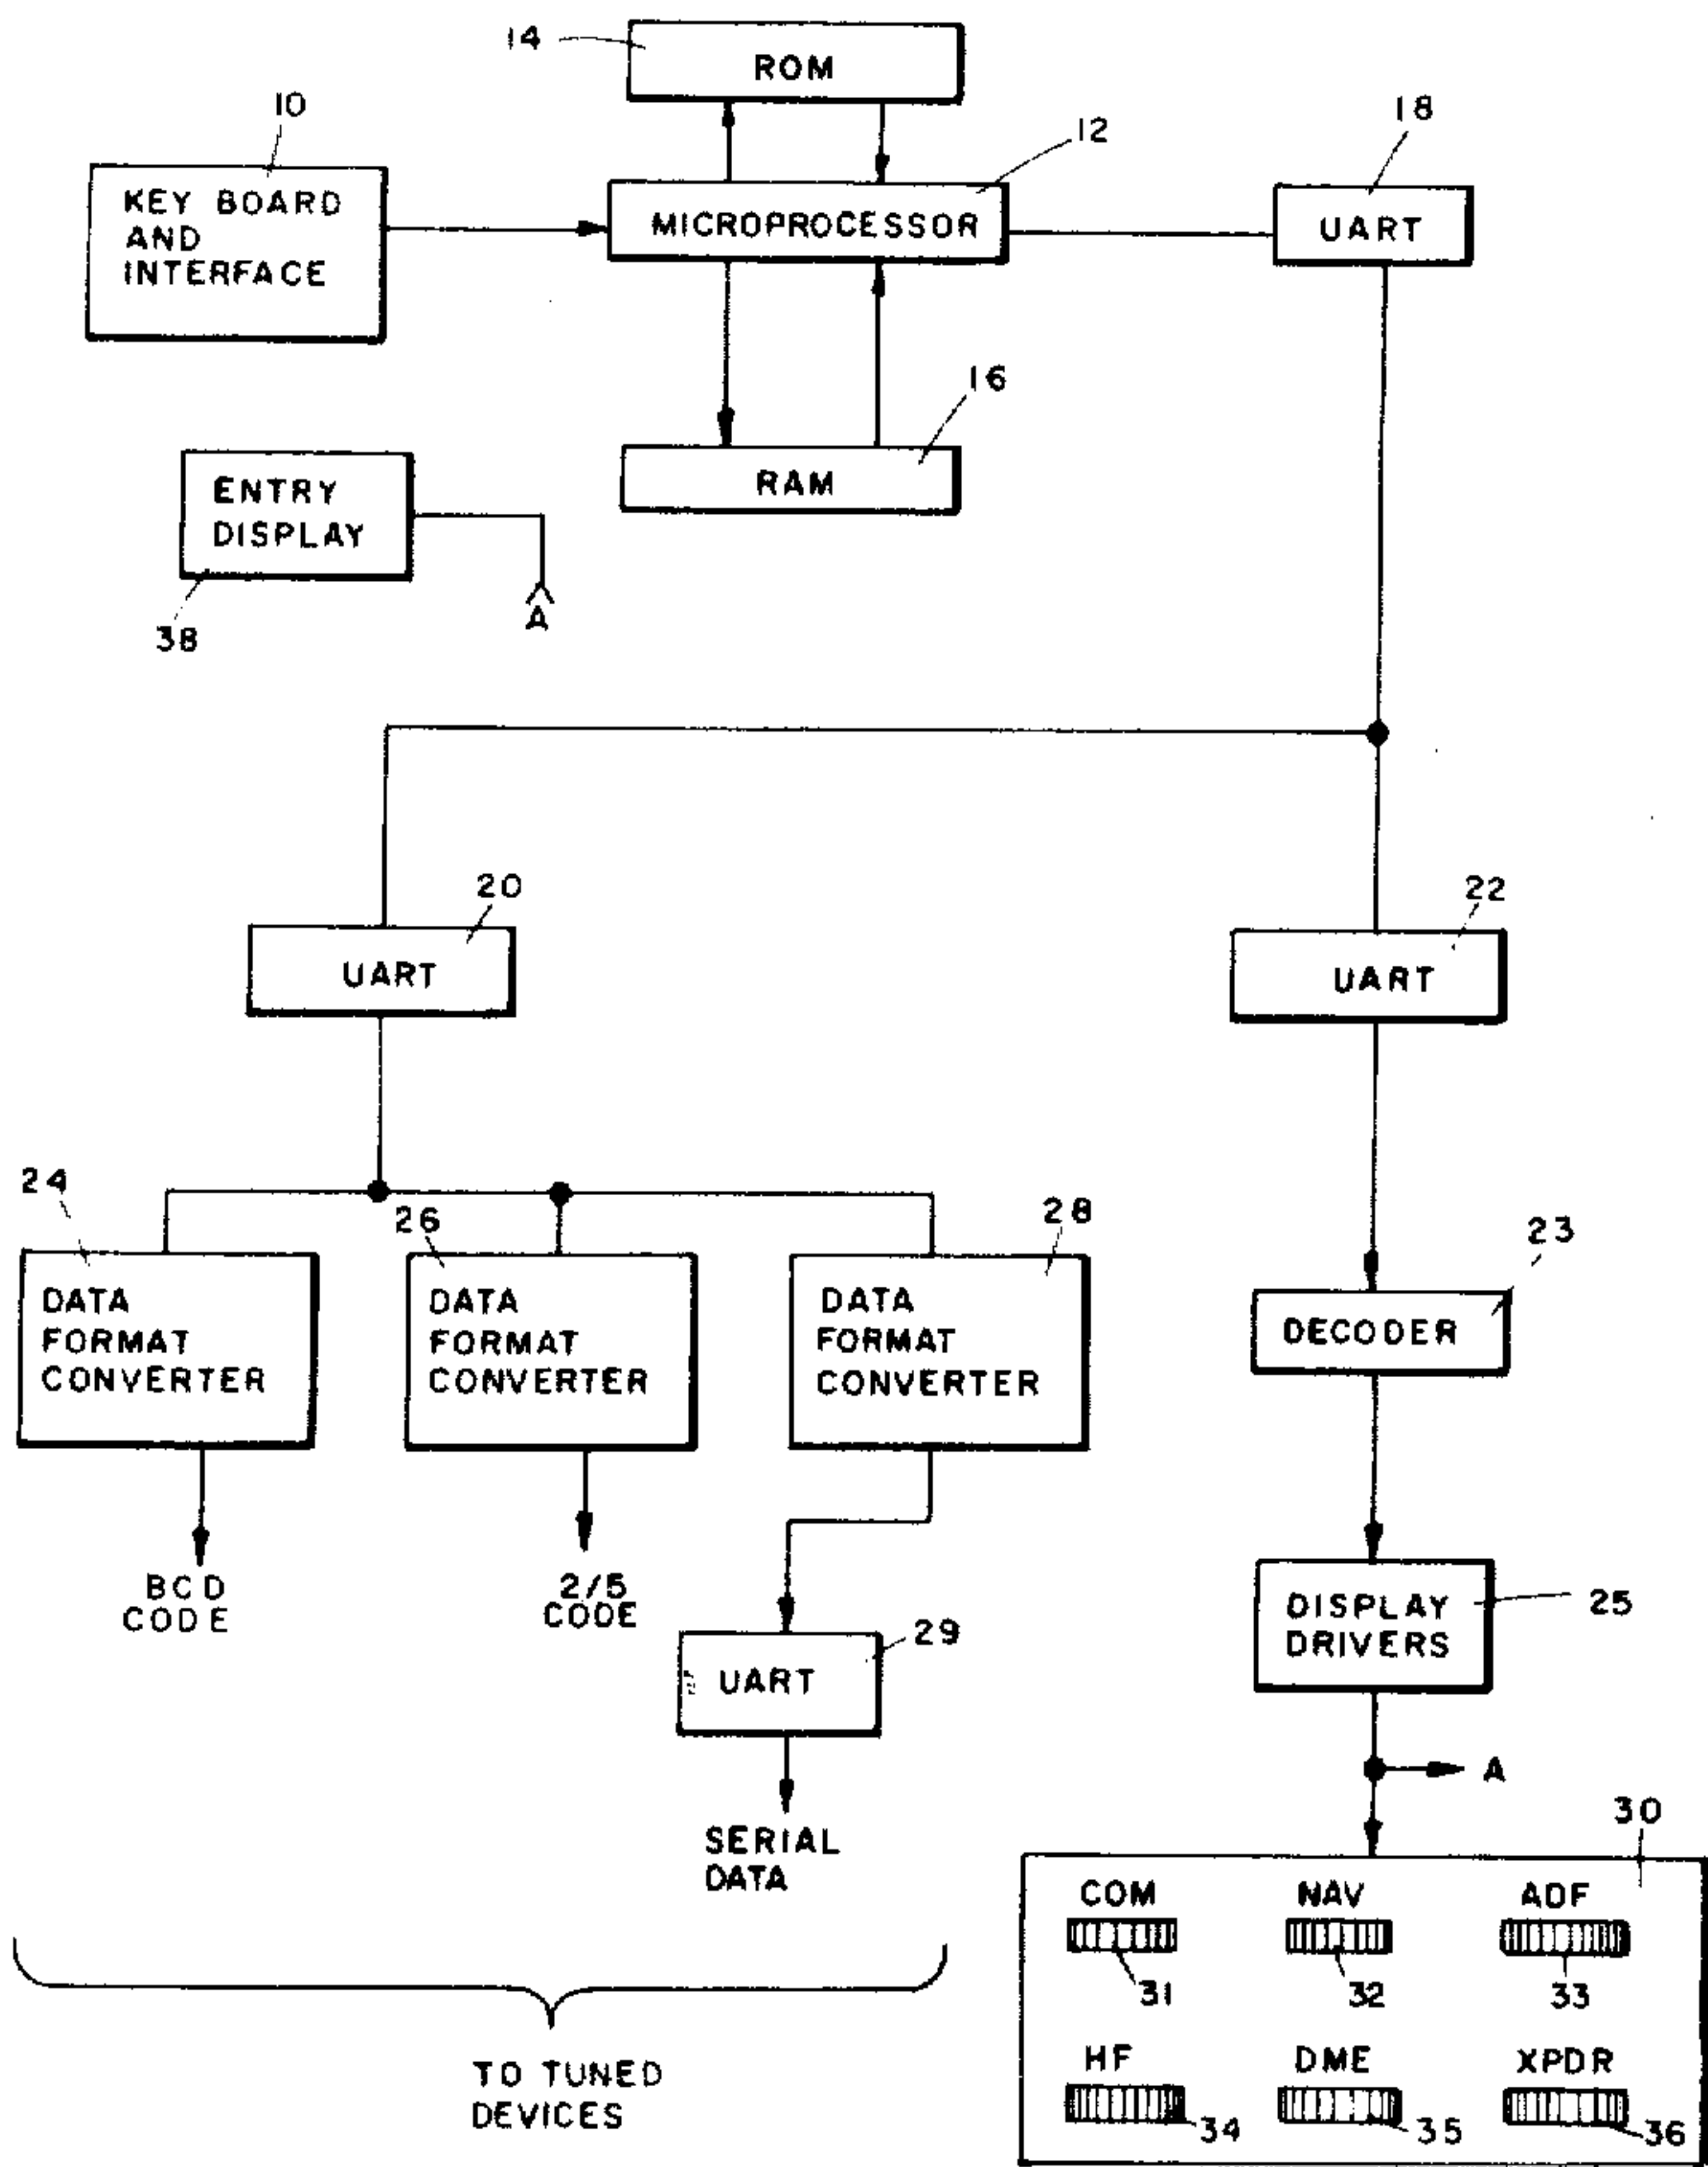 14
ROM
10
12
18
KEY BOARD
AND
INTERFACE
MICROPROCESSOR
UART
16
RAM
ENTRY
DISPLAY
A
38
20
22
UART
UART
24
26
28
23
DATA
FORMAT
CONVERTER
DATA
FORMAT
CONVERTER
DATA
FORMAT
CONVERTER
DECODER
BCD
CODE
2/5
CODE
DISPLAY
DRIVERS
25
29
UART
A
SERIAL
DATA
30
COM
NAV
ADF
31
32
33
HF
DME
XPDR
34
35
36
TO TUNED
DEVICES